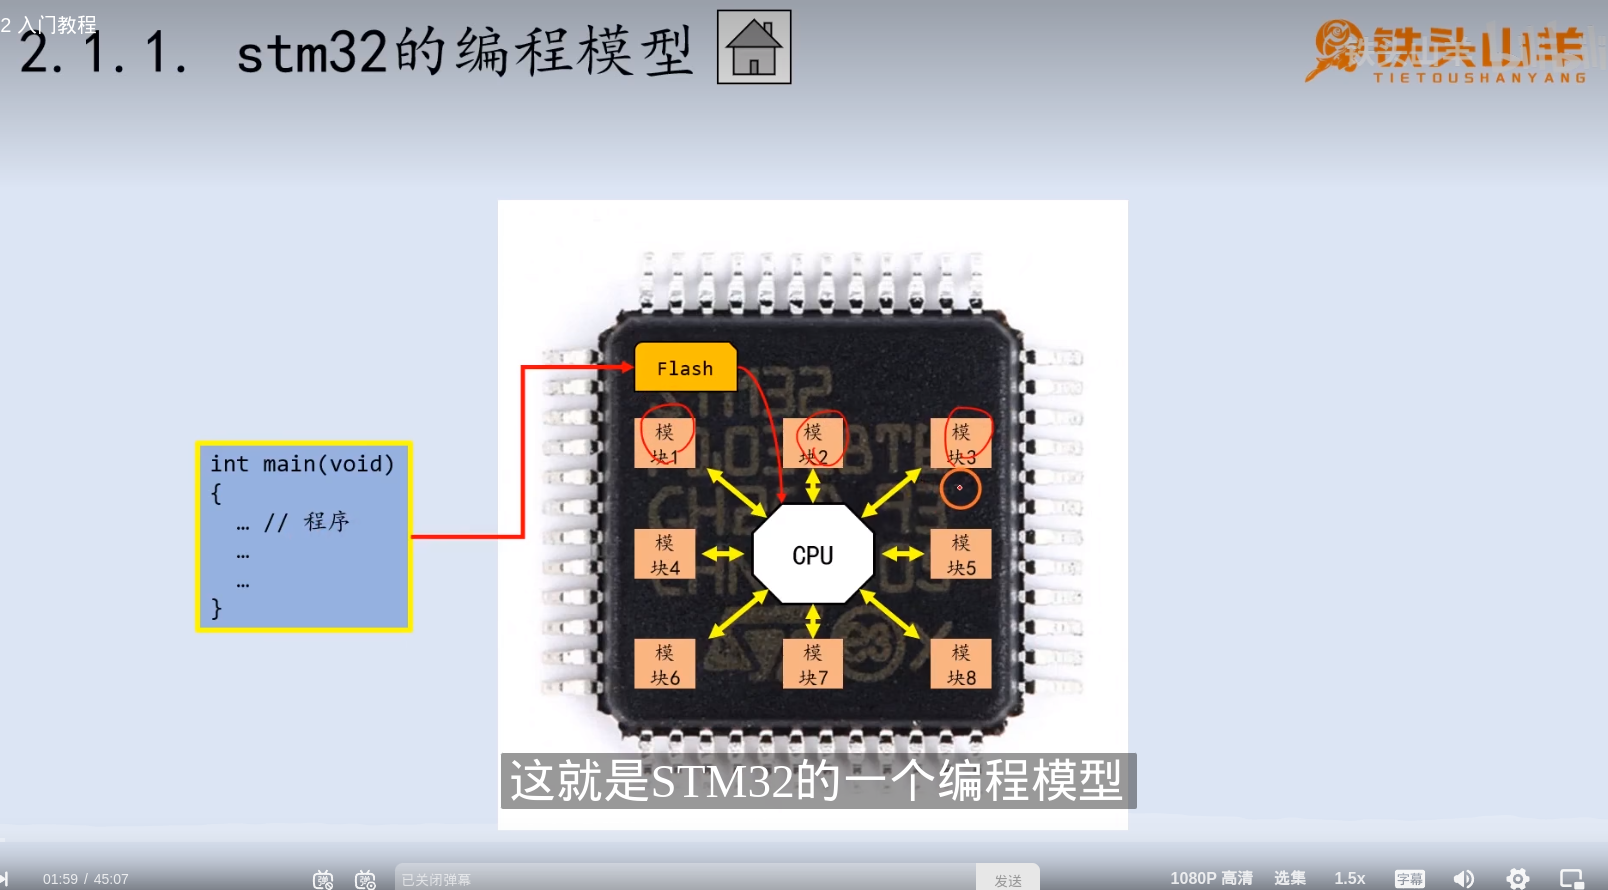 2 入门教程
2.1.1. stm32的编程模型
铁头山羊
TIETOUSHANYANG
Flash
STM32
模块1
模块2
模块3
int main(void)
{
… // 程序
…
…
}
模块4
CPU
模块5
模块6
模块7
模块8
这就是STM32的一个编程模型
01:59 / 45:07
弹
弹
已关闭弹幕
发送
1080P 高清
选集
1.5x
字幕